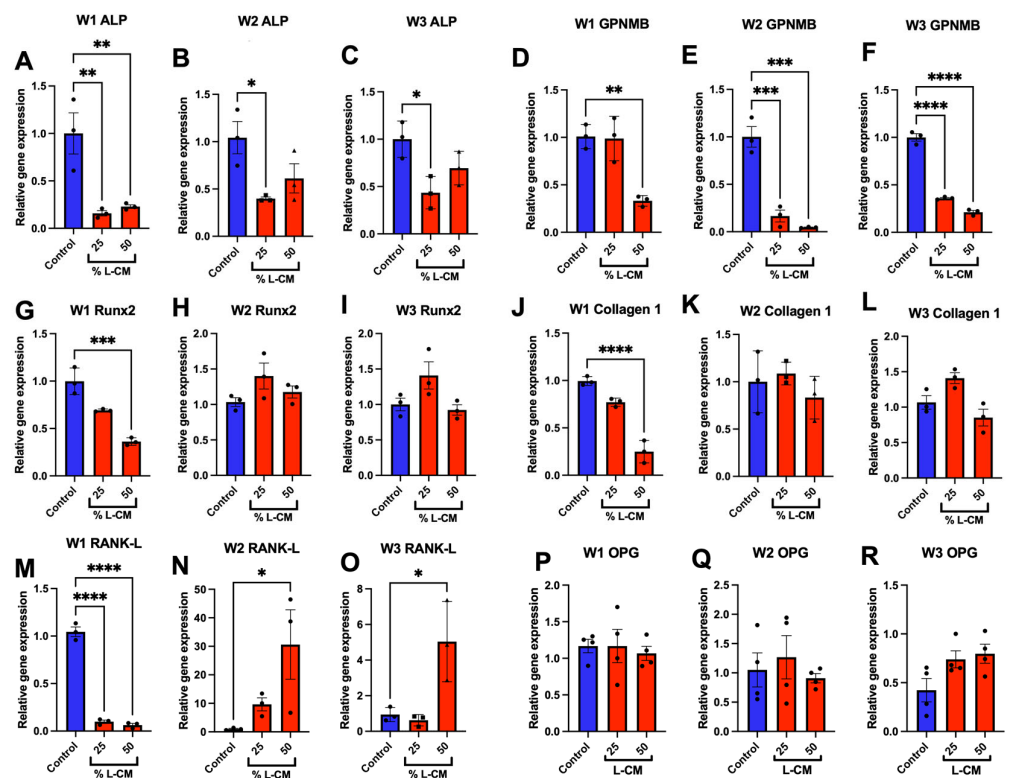 A
W1 ALP
**
**
Relative gene expression
1.5
1.0
0.5
0.0
Control
25
50
% L-CM
B
W2 ALP
*
Relative gene expression
2.0
1.5
1.0
0.5
0.0
Control
25
50
% L-CM
C
W3 ALP
*
Relative gene expression
1.5
1.0
0.5
0.0
Control
25
50
% L-CM
D
W1 GPNMB
**
Relative gene expression
1.5
1.0
0.5
0.0
Control
25
50
% L-CM
E
W2 GPNMB
***
***
Relative gene expression
1.5
1.0
0.5
0.0
Control
25
50
% L-CM
F
W3 GPNMB
****
****
Relative gene expression
1.5
1.0
0.5
0.0
Control
25
50
% L-CM
G
W1 Runx2
***
Relative gene expression
1.5
1.0
0.5
0.0
Control
25
50
% L-CM
H
W2 Runx2
Relative gene expression
2.0
1.5
1.0
0.5
0.0
Control
25
50
% L-CM
I
W3 Runx2
Relative gene expression
2.0
1.5
1.0
0.5
0.0
Control
25
50
% L-CM
J
W1 Collagen 1
****
Relative gene expression
1.5
1.0
0.5
0.0
Control
25
50
% L-CM
K
W2 Collagen 1
Relative gene expression
1.5
1.0
0.5
0.0
Control
25
50
% L-CM
L
W3 Collagen 1
Relative gene expression
2.0
1.5
1.0
0.5
0.0
Control
25
50
% L-CM
M
W1 RANK-L
****
****
Relative gene expression
1.5
1.0
0.5
0.0
Control
25
50
% L-CM
N
W2 RANK-L
*
Relative gene expression
50
40
30
20
10
0
Control
25
50
% L-CM
O
W3 RANK-L
*
Relative gene expression
8
6
4
2
0
Control
25
50
% L-CM
P
W1 OPG
Relative gene expression
2.0
1.5
1.0
0.5
0.0
Control
25
50
L-CM
Q
W2 OPG
Relative gene expression
2.5
2.0
1.5
1.0
0.5
0.0
Control
25
50
L-CM
R
W3 OPG
Relative gene expression
1.5
1.0
0.5
0.0
Control
25
50
L-CM